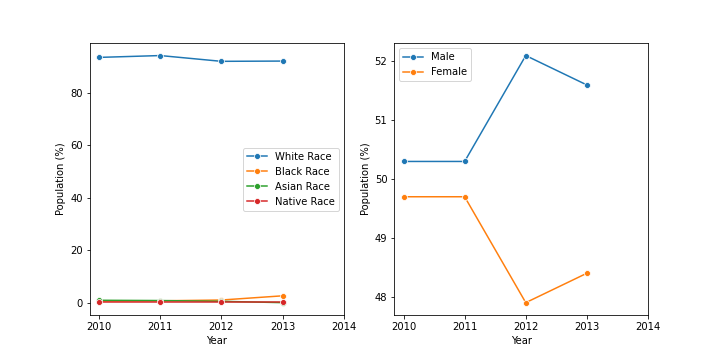 80
60
40
20
0
Population (%)
2010 2011 2012 2013 2014
Year
White Race
Black Race
Asian Race
Native Race
52
51
50
49
48
Population (%)
2010 2011 2012 2013 2014
Year
Male
Female